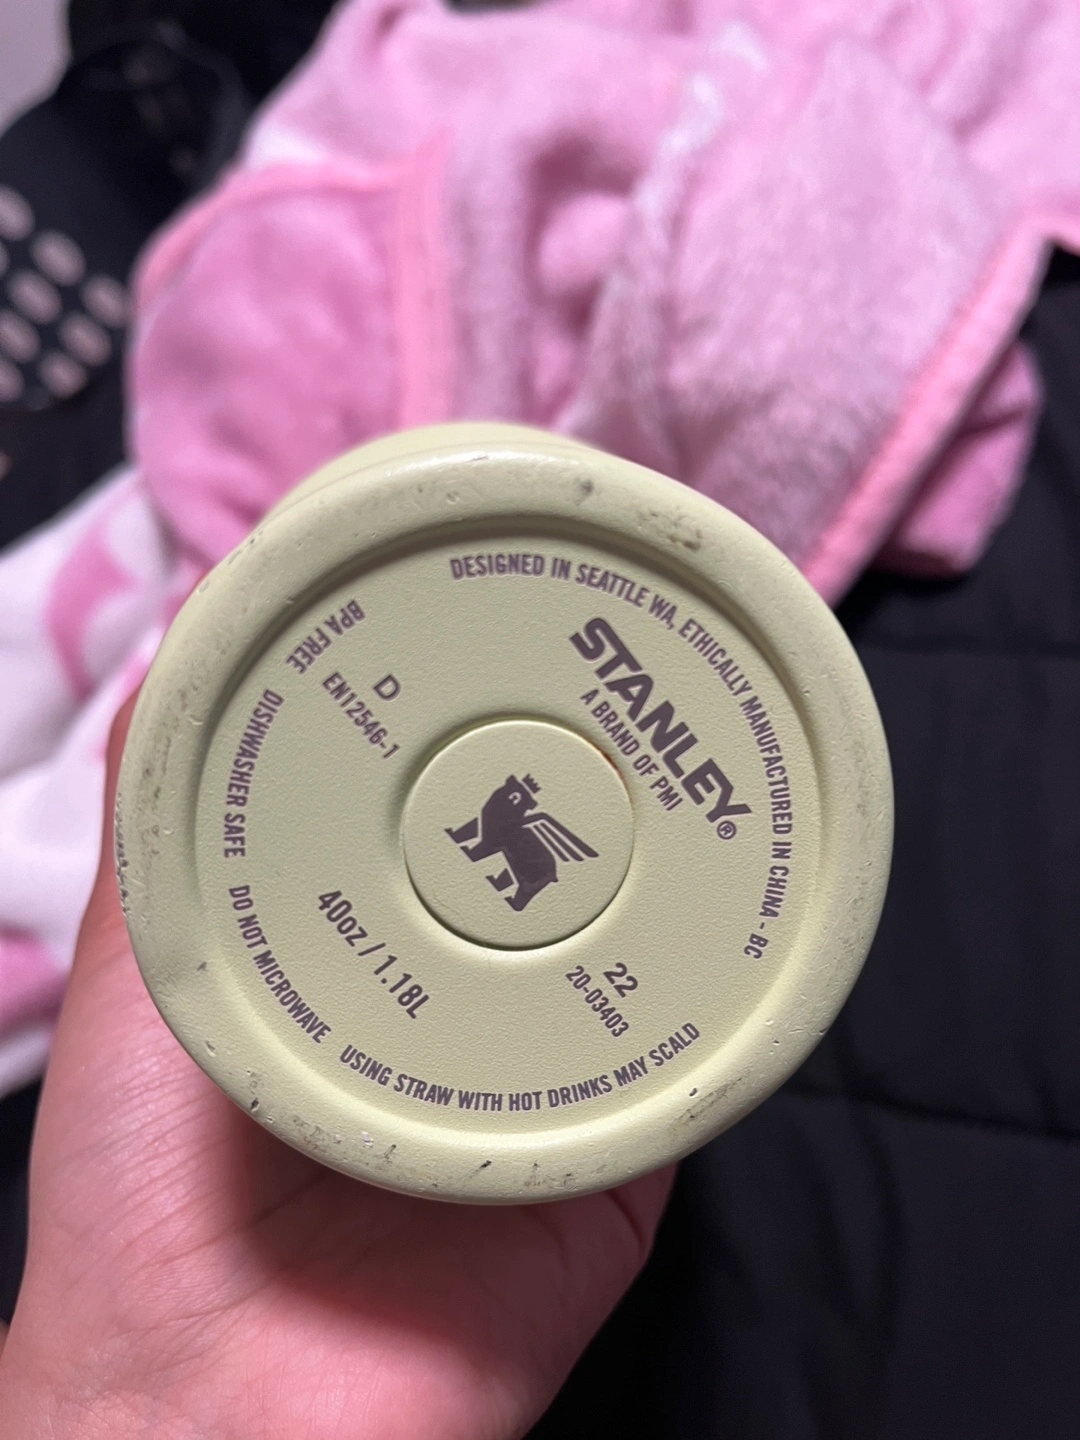 DESIGNED IN SEATTLE WA, ETHICALLY MANUFACTURED IN CHINA - BC
STANLEY®
A BRAND OF PMI
BPA FREE
D
EN12546-1
DISHWASHER SAFE
DO NOT MICROWAVE
40oz / 1.18L
22
20-03403
USING STRAW WITH HOT DRINKS MAY SCALD